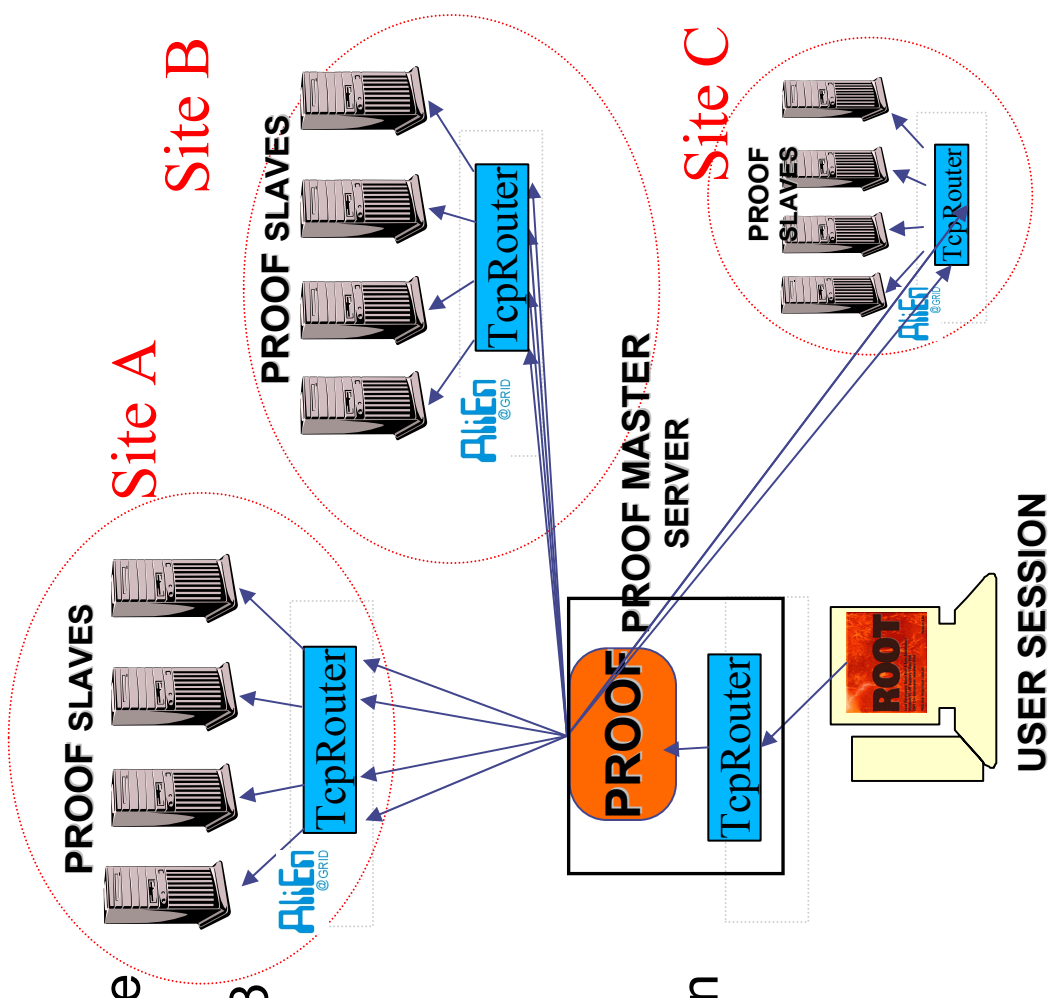 Site A
PROOF SLAVES
TcpRouter
AliEn
@GRID
Site B
PROOF SLAVES
TcpRouter
AliEn
@GRID
Site C
PROOF
SLAVES
TcpRouter
AliEn
@GRID
PROOF
PROOF MASTER
SERVER
TcpRouter
ROOT
USER SESSION
e
3
n